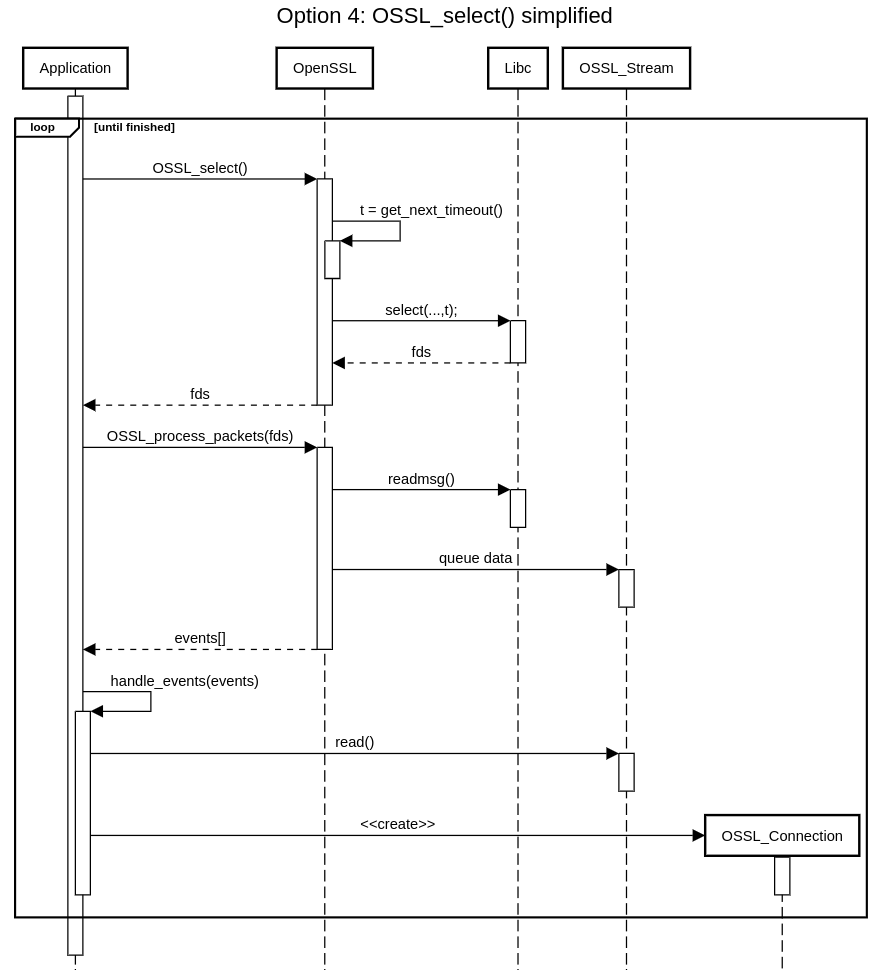 Option 4: OSSL_select() simplified
Application
OpenSSL
Libc
OSSL_Stream
loop
[until finished]
OSSL_select()
t = get_next_timeout()
select(...,t);
fds
fds
OSSL_process_packets(fds)
readmsg()
queue data
events[]
handle_events(events)
read()
<<create>>
OSSL_Connection